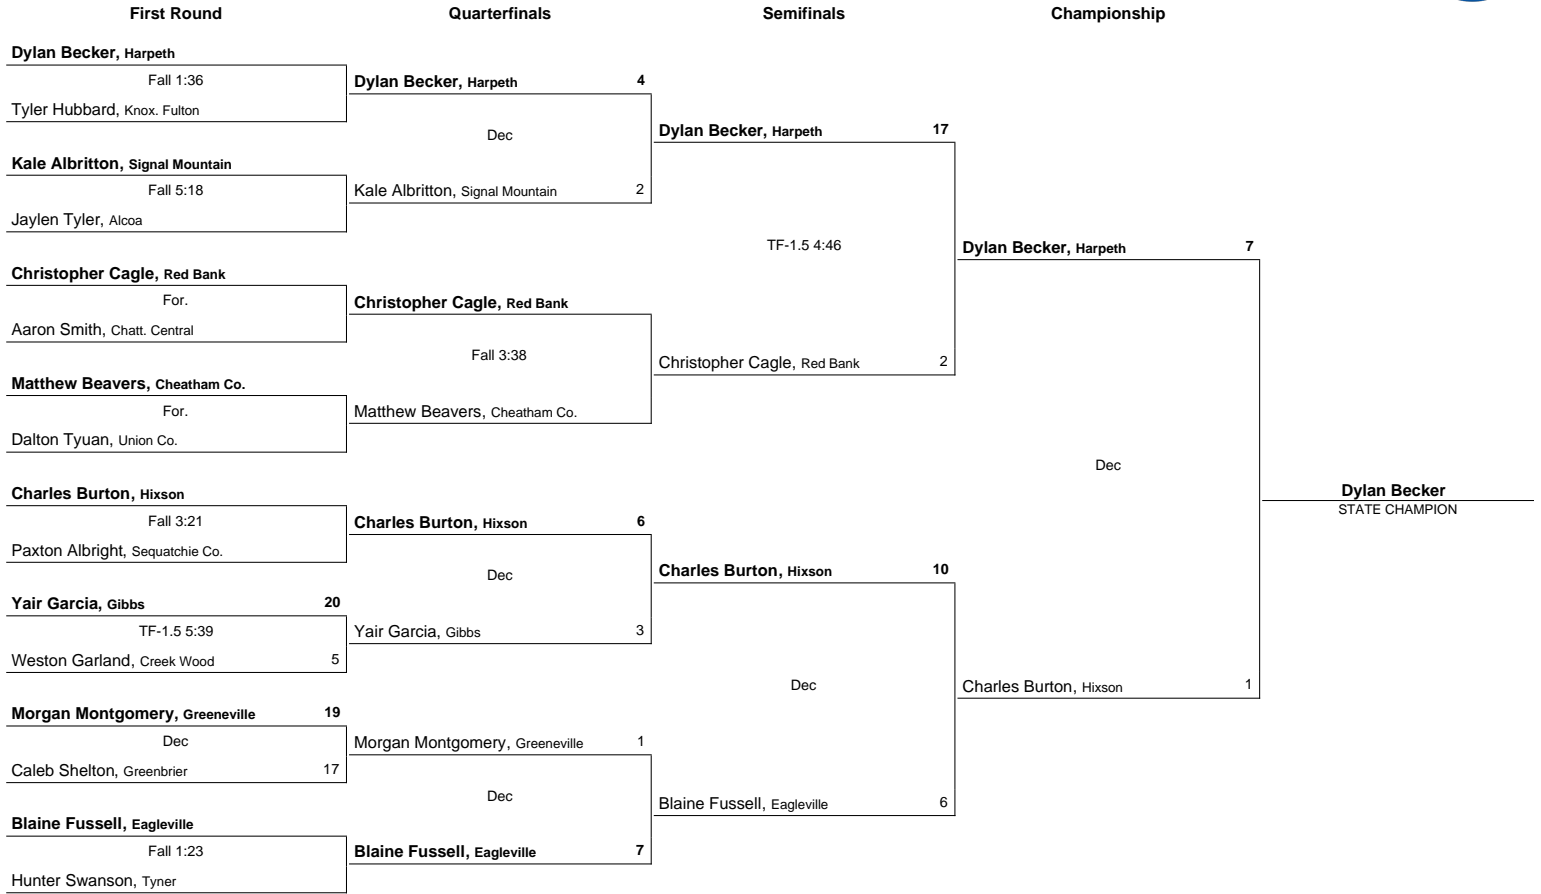 First Round
Quarterfinals
Semifinals
Championship
Dylan Becker, Harpeth
Fall 1:36
Tyler Hubbard, Knox. Fulton
Kale Albritton, Signal Mountain
Fall 5:18
Jaylen Tyler, Alcoa
Christopher Cagle, Red Bank
For.
Aaron Smith, Chatt. Central
Matthew Beavers, Cheatham Co.
For.
Dalton Tyuan, Union Co.
Charles Burton, Hixson
Fall 3:21
Paxton Albright, Sequatchie Co.
Yair Garcia, Gibbs 20
TF-1.5 5:39
Weston Garland, Creek Wood 5
Morgan Montgomery, Greeneville 19
Dec
Caleb Shelton, Greenbrier 17
Blaine Fussell, Eagleville
Fall 1:23
Hunter Swanson, Tyner
Dylan Becker, Harpeth 4
Dec
Kale Albritton, Signal Mountain 2
Christopher Cagle, Red Bank
Fall 3:38
Matthew Beavers, Cheatham Co.
Charles Burton, Hixson 6
Dec
Yair Garcia, Gibbs 3
Morgan Montgomery, Greeneville 1
Dec
Blaine Fussell, Eagleville 7
Dylan Becker, Harpeth 17
TF-1.5 4:46
Christopher Cagle, Red Bank 2
Charles Burton, Hixson 10
Dec
Blaine Fussell, Eagleville 6
Dylan Becker, Harpeth 7
Dec
Charles Burton, Hixson 1
Dylan Becker
STATE CHAMPION